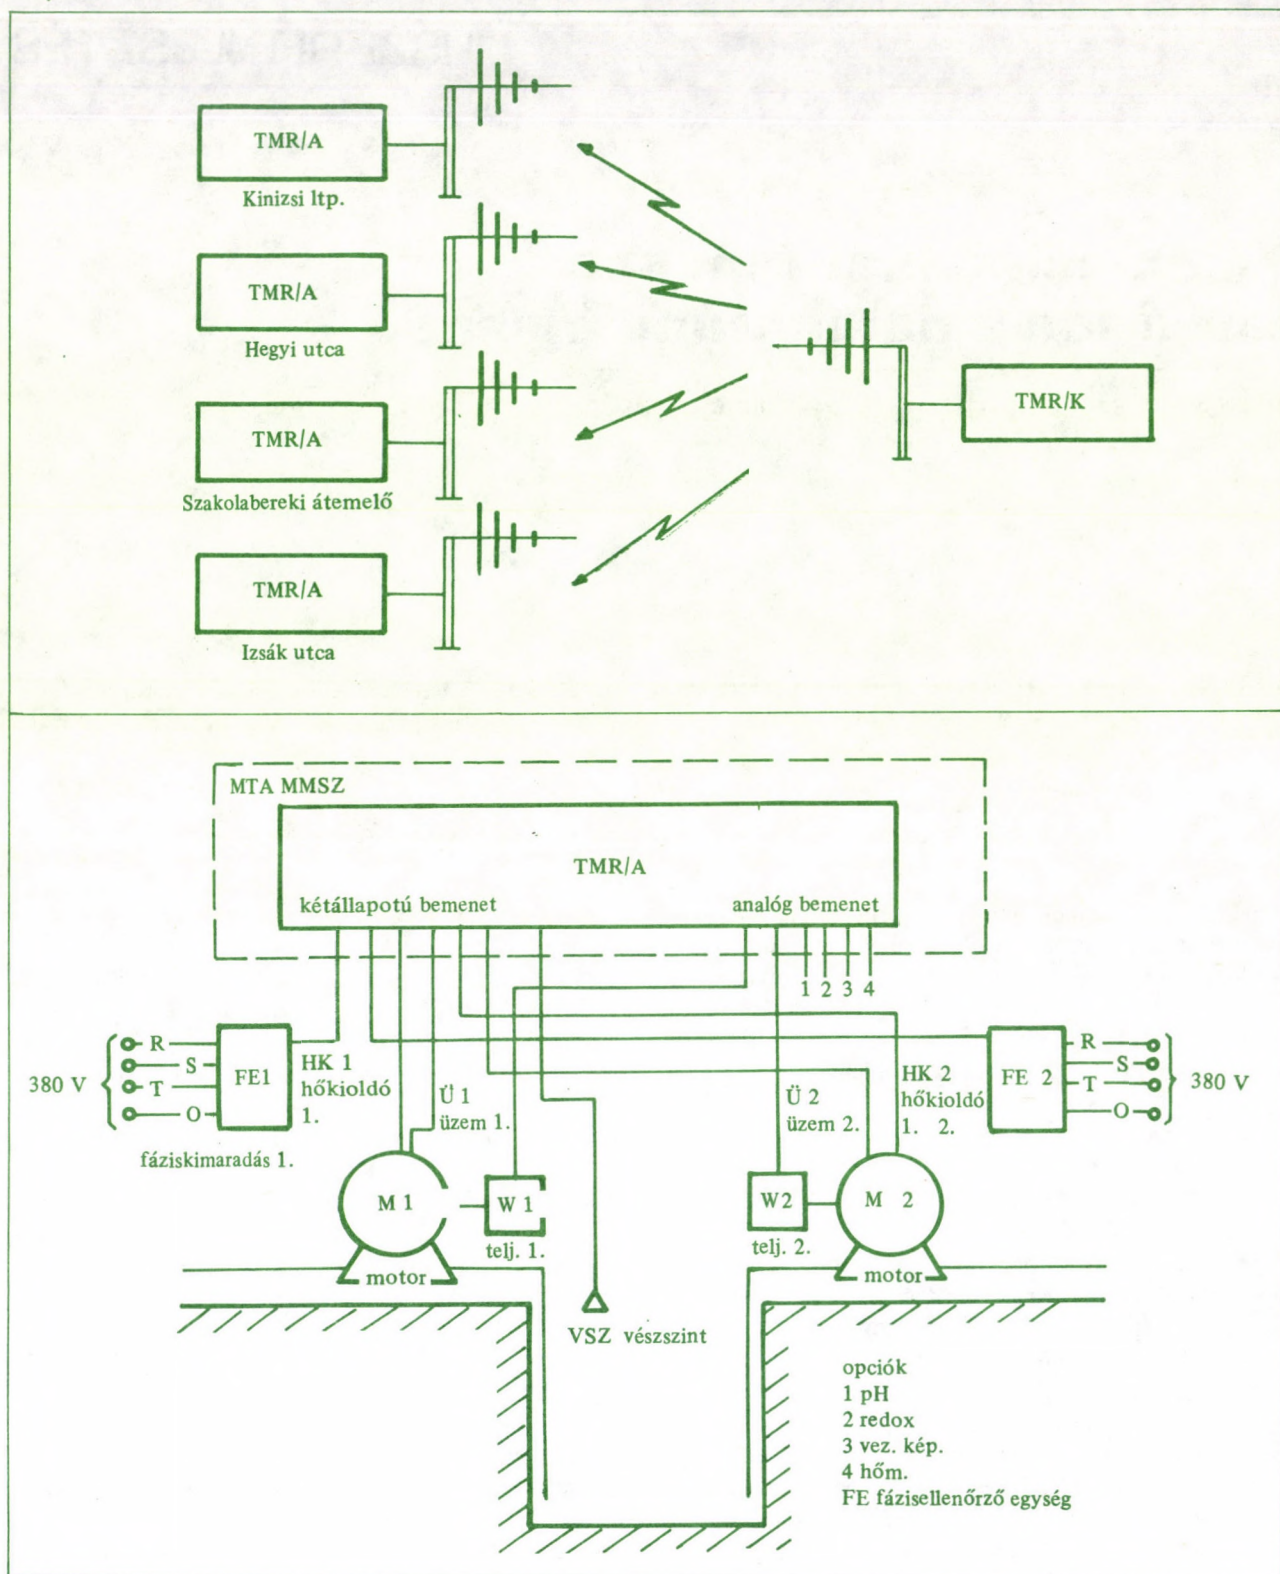 TMR/A
Kinizsi ltp.
TMR/A
Hegyi utca
TMR/A
Szakolabereki átemelő
TMR/A
Izsák utca
TMR/K
MTA MMSZ
TMR/A
kétállapotú bemenet
analóg bemenet
1 2 3 4
380 V
R
S
T
O
FE1
HK 1
hőkioldó
1.
fáziskimaradás 1.
Ü 1
üzem 1.
M 1
motor
W 1
telj. 1.
VSZ vészszint
Ü 2
üzem 2.
W2
telj. 2.
HK 2
hőkioldó
1. 2.
M 2
motor
FE 2
R
S
T
O
380 V
opciók
1 pH
2 redox
3 vez. kép.
4 hőm.
FE fázisellenőrző egység